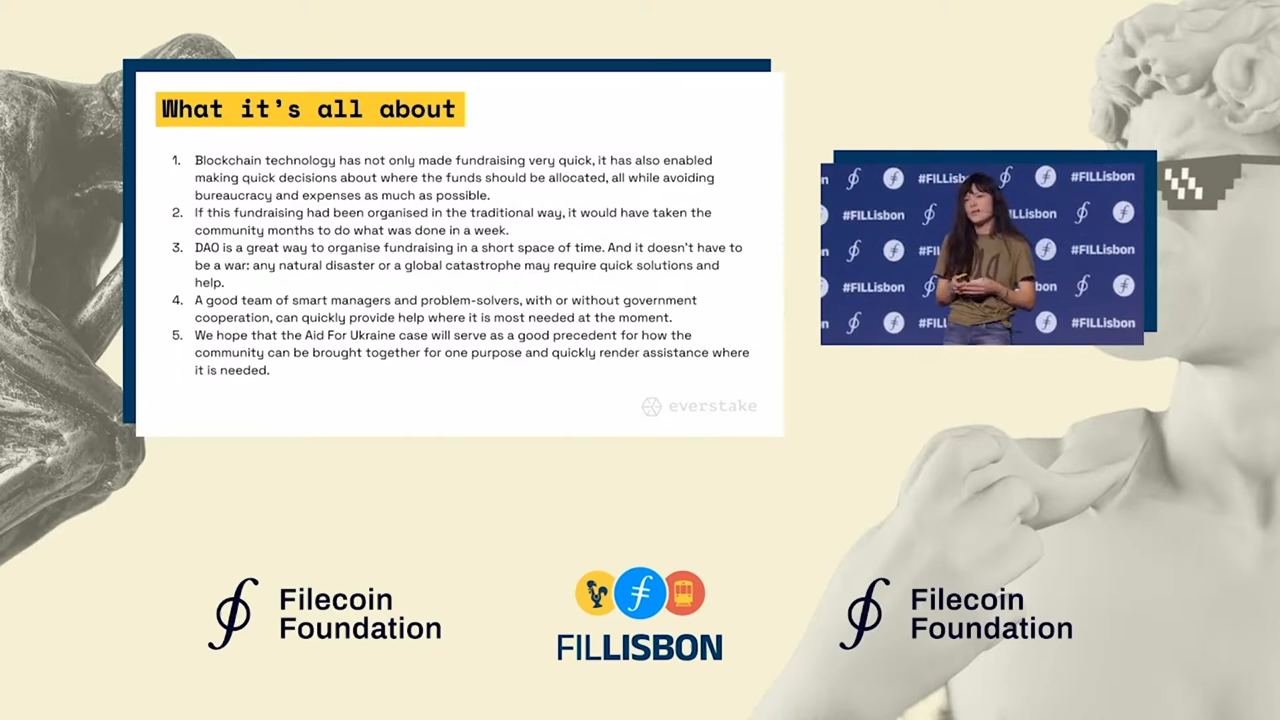 What it's all about
1. Blockchain technology has not only made fundraising very quick, it has also enabled
making quick decisions about where the funds should be allocated, all while avoiding
bureaucracy and expenses as much as possible.
2. If this fundraising had been organised in the traditional way, it would have taken the
community months to do what was done in a week.
3. DAO is a great way to organise fundraising in a short space of time. And it doesn't have to
be a war: any natural disaster or a global catastrophe may require quick solutions and
help.
4. A good team of smart managers and problem-solvers, with or without government
cooperation, can quickly provide help where it is most needed at the moment.
5. We hope that the Aid For Ukraine case will serve as a good precedent for how the
community can be brought together for one purpose and quickly render assistance where
it is needed.
everstake
n #FILLisb #FILLisbon
#FILLisbon LLisbon
n #FIL #FILLisbon
#FILLisbon bon
n #FILL #FILLisbon
Filecoin
Foundation
FILLISBON
Filecoin
Foundation